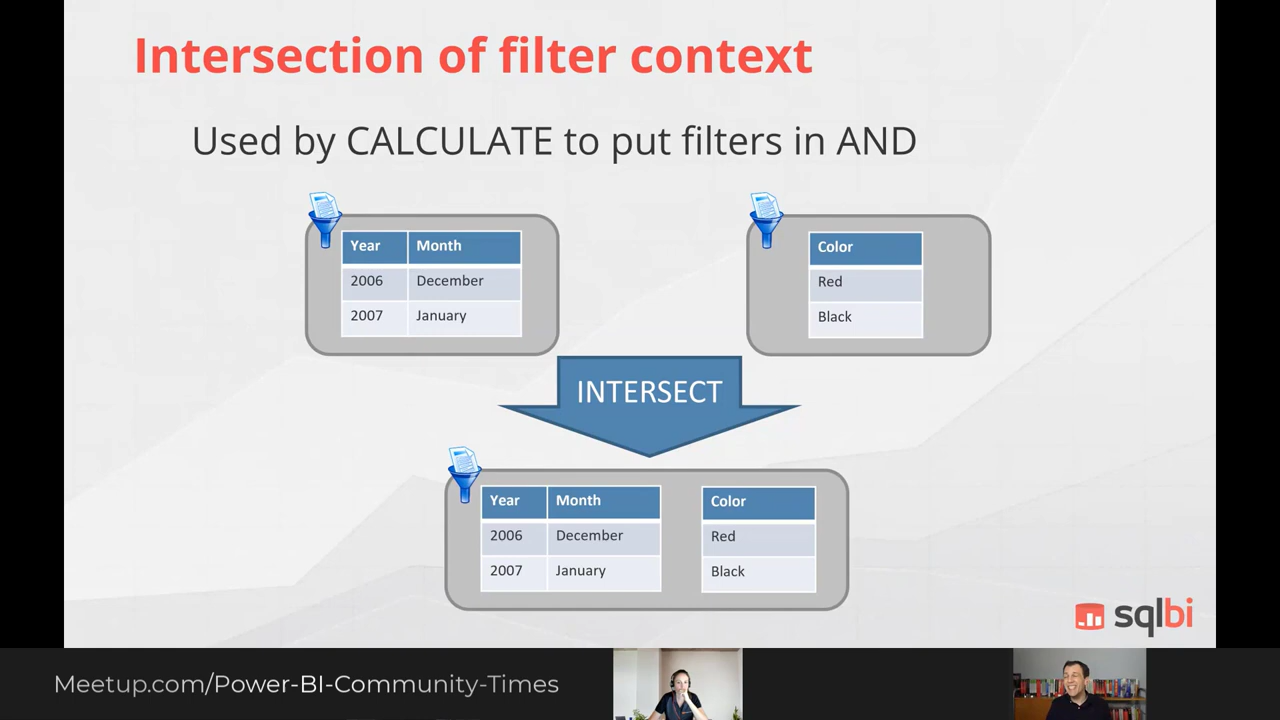 Intersection of filter context
Used by CALCULATE to put filters in AND
Year Month
2006 December
2007 January
Color
Red
Black
INTERSECT
Year Month
2006 December
2007 January
Color
Red
Black
sqlbi
Meetup.com/Power-BI-Community-Times